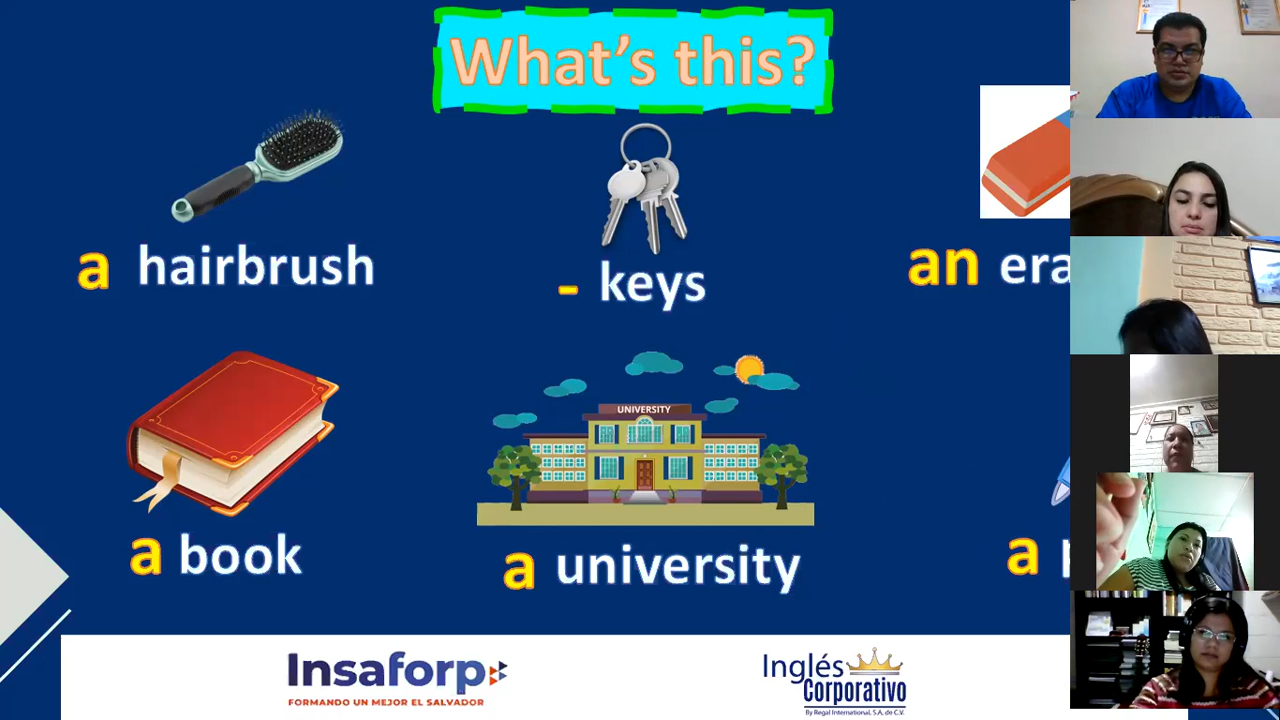 What's this?
a hairbrush
- keys
an era
a book
UNIVERSITY
a university
a
Insaforp
FORMANDO UN MEJOR EL SALVADOR
Inglés
Corporativo
By Regal International, S.A. de C.V.